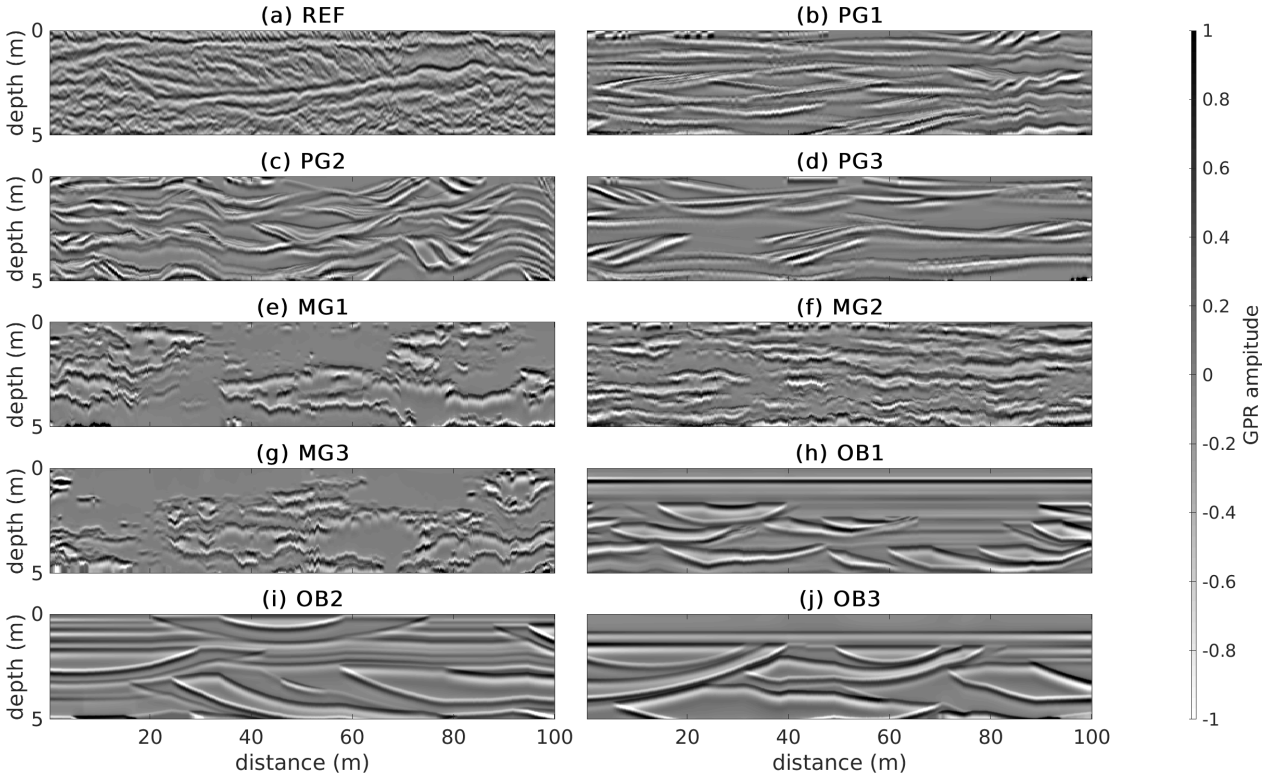 (a) REF
(b) PG1
0
depth (m)
5
1
0.8
0.6
0.4
0.2
0
-0.2
-0.4
-0.6
-0.8
-1
GPR ampitude
(c) PG2
(d) PG3
0
depth (m)
5
(e) MG1
(f) MG2
0
depth (m)
5
(g) MG3
(h) OB1
0
depth (m)
5
(i) OB2
(j) OB3
0
depth (m)
5
20 40 60 80 100
20 40 60 80 100
distance (m)
distance (m)